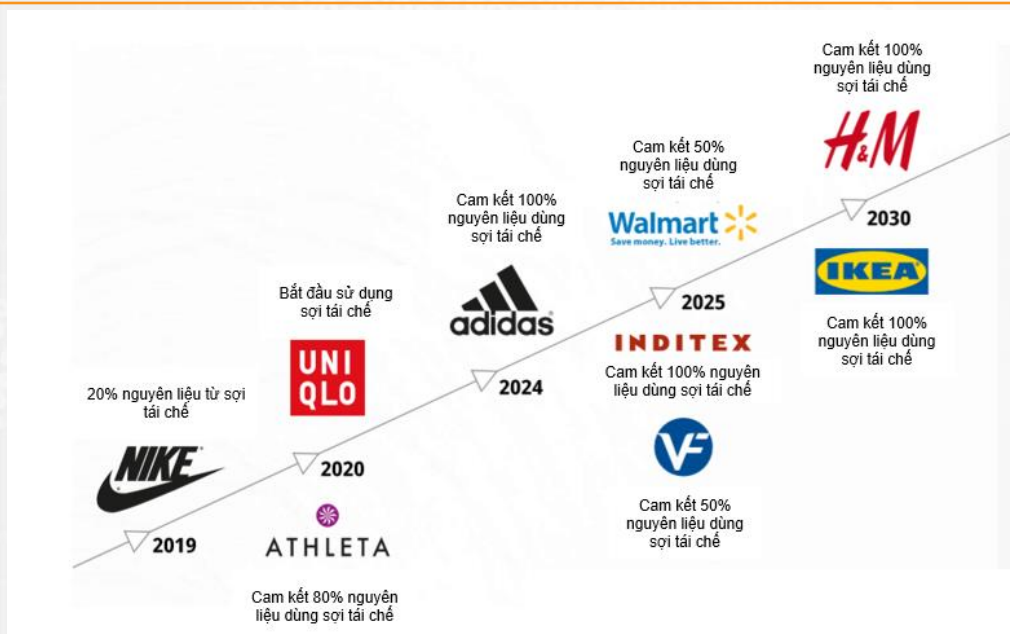 20% nguyên liệu từ sợi
tái chế
NIKE
2019
Bắt đầu sử dụng
sợi tái chế
UNI
QLO
2020
ATHLETA
Cam kết 80% nguyên
liệu dùng sợi tái chế
Cam kết 100%
nguyên liệu dùng
sợi tái chế
adidas
2024
Cam kết 50%
nguyên liệu dùng
sợi tái chế
Walmart
Save money. Live better.
2025
INDITEX
Cam kết 100% nguyên
liệu dùng sợi tái chế
VF
Cam kết 50%
nguyên liệu dùng
sợi tái chế
Cam kết 100%
nguyên liệu dùng
sợi tái chế
H&M
2030
IKEA
Cam kết 100%
nguyên liệu dùng
sợi tái chế